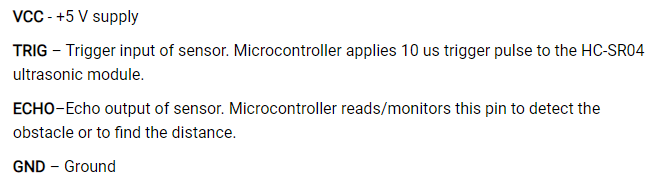 VCC - +5 V supply
TRIG – Trigger input of sensor. Microcontroller applies 10 us trigger pulse to the HC-SR04
ultrasonic module.
ECHO–Echo output of sensor. Microcontroller reads/monitors this pin to detect the
obstacle or to find the distance.
GND – Ground